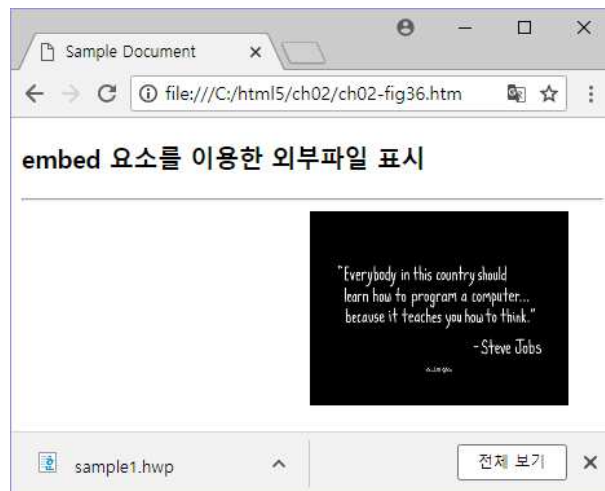 Sample Document
file:///C:/html5/ch02/ch02-fig36.htm
embed 요소를 이용한 외부파일 표시
“Everybody in this country should
learn how to program a computer...
because it teaches you how to think.”
-Steve Jobs
sample1.hwp
전체 보기